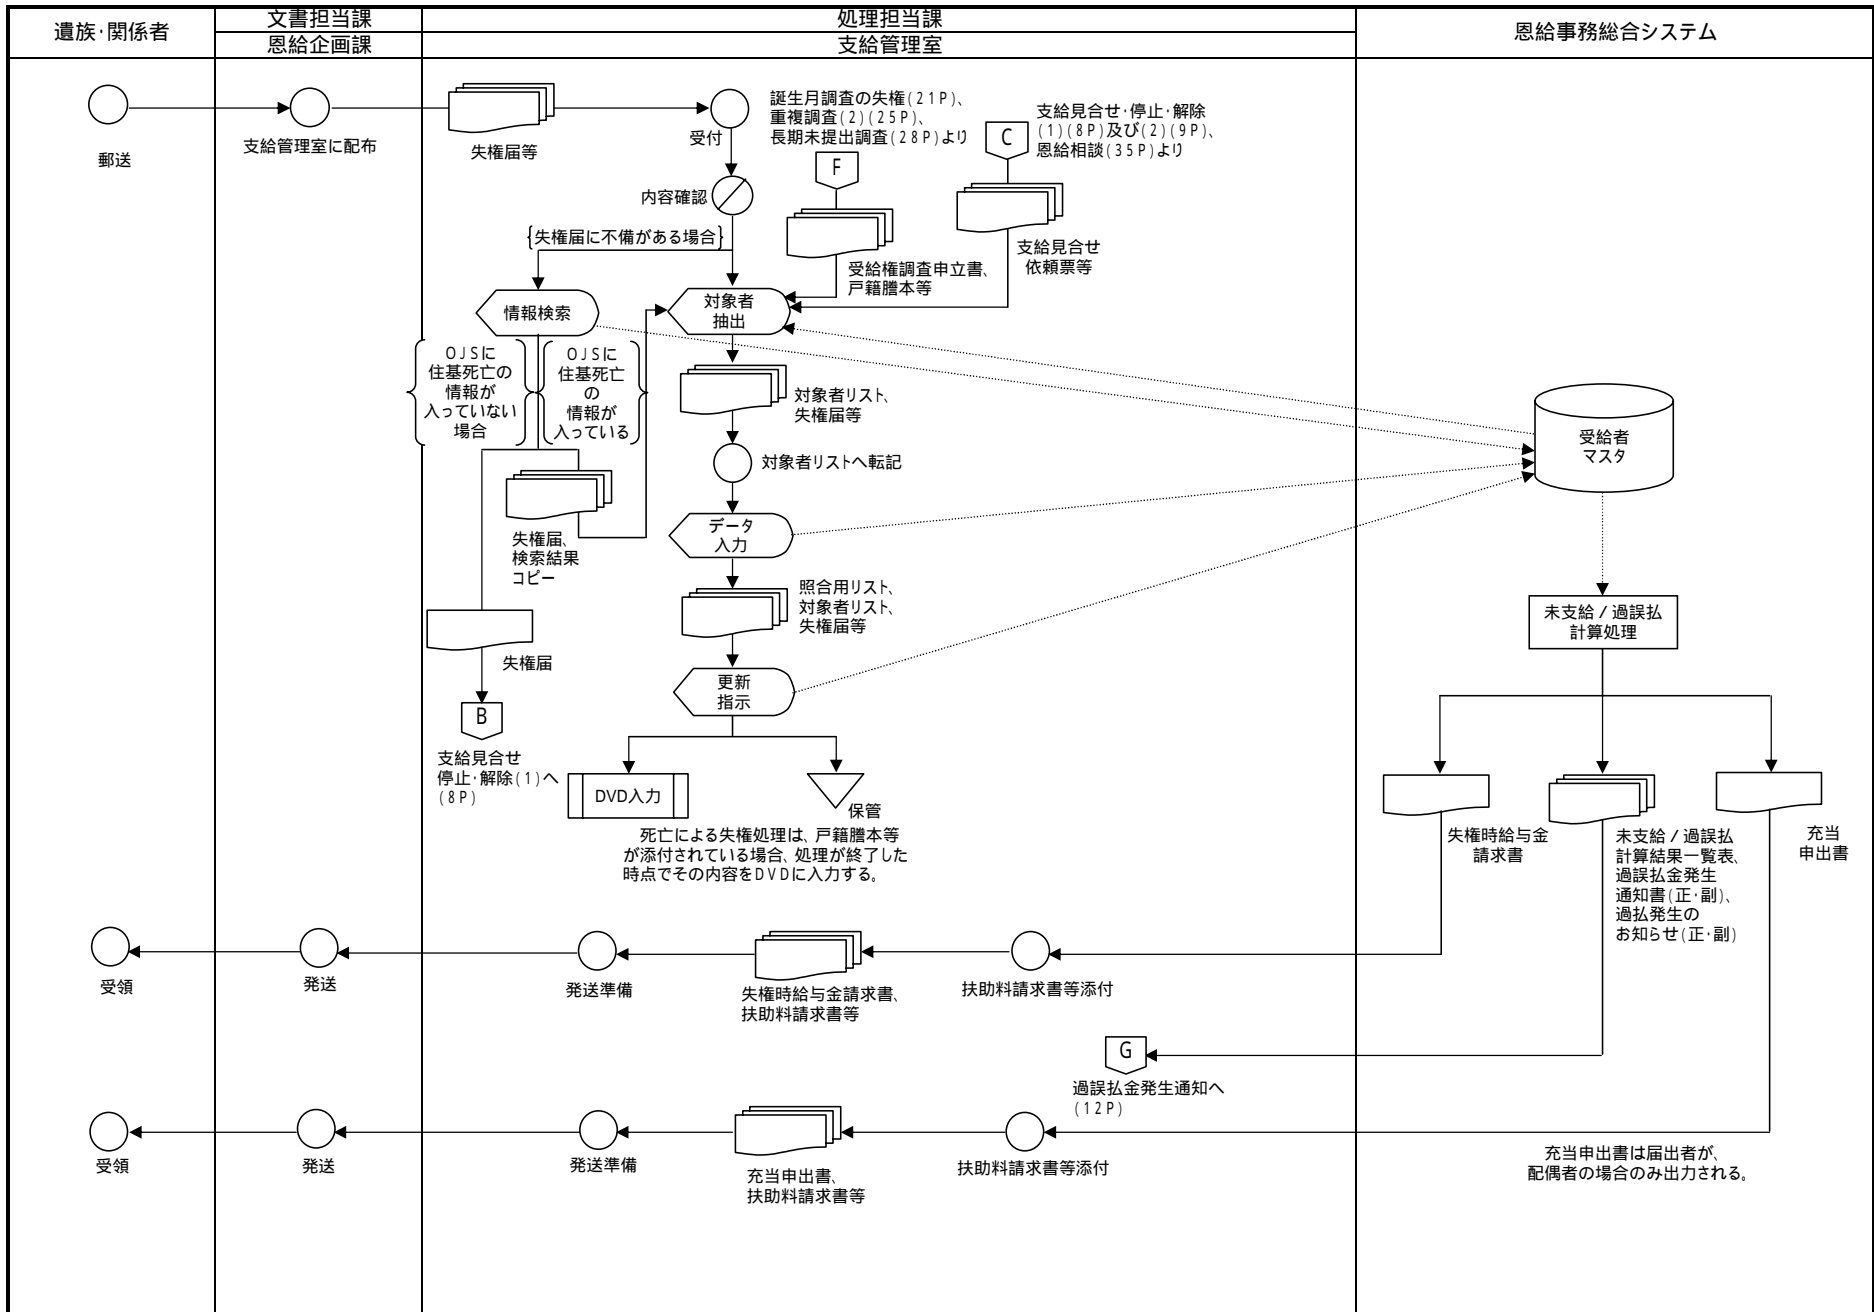 遺族･関係者
文書担当課
恩給企画課
処理担当課
支給管理室
恩給事務総合システム
郵送
支給管理室に配布
失権届等
受付
誕生月調査の失権(21P)、
重複調査(2)(25P)、
長期未提出調査(28P)より
F
C
支給見合せ･停止･解除
(1)(8P)及び(2)(9P)、
恩給相談(35P)より
内容確認
失権届に不備がある場合
受給権調査申立書、
戸籍謄本等
支給見合せ
依頼票等
情報検索
対象者
抽出
OJSに
住基死亡の
情報が
入っていない
場合
OJSに
住基死亡
の
情報が
入っている
対象者リスト、
失権届等
対象者リストへ転記
受給者
マスタ
失権届、
検索結果
コピー
データ
入力
照合用リスト、
対象者リスト、
失権届等
未支給/過誤払
計算処理
失権届
B
支給見合せ
停止･解除(1)へ
(8P)
更新
指示
DVD入力
保管
死亡による失権処理は、戸籍謄本等
が添付されている場合、処理が終了した
時点でその内容をDVDに入力する。
失権時給与金
請求書
未支給/過誤払
計算結果一覧表、
過誤払金発生
通知書(正･副)、
過払発生の
お知らせ(正･副)
充当
申出書
受領
発送
発送準備
失権時給与金請求書、
扶助料請求書等
扶助料請求書等添付
G
過誤払金発生通知へ
(12P)
受領
発送
発送準備
充当申出書、
扶助料請求書等
扶助料請求書等添付
充当申出書は届出者が、
配偶者の場合のみ出力される。